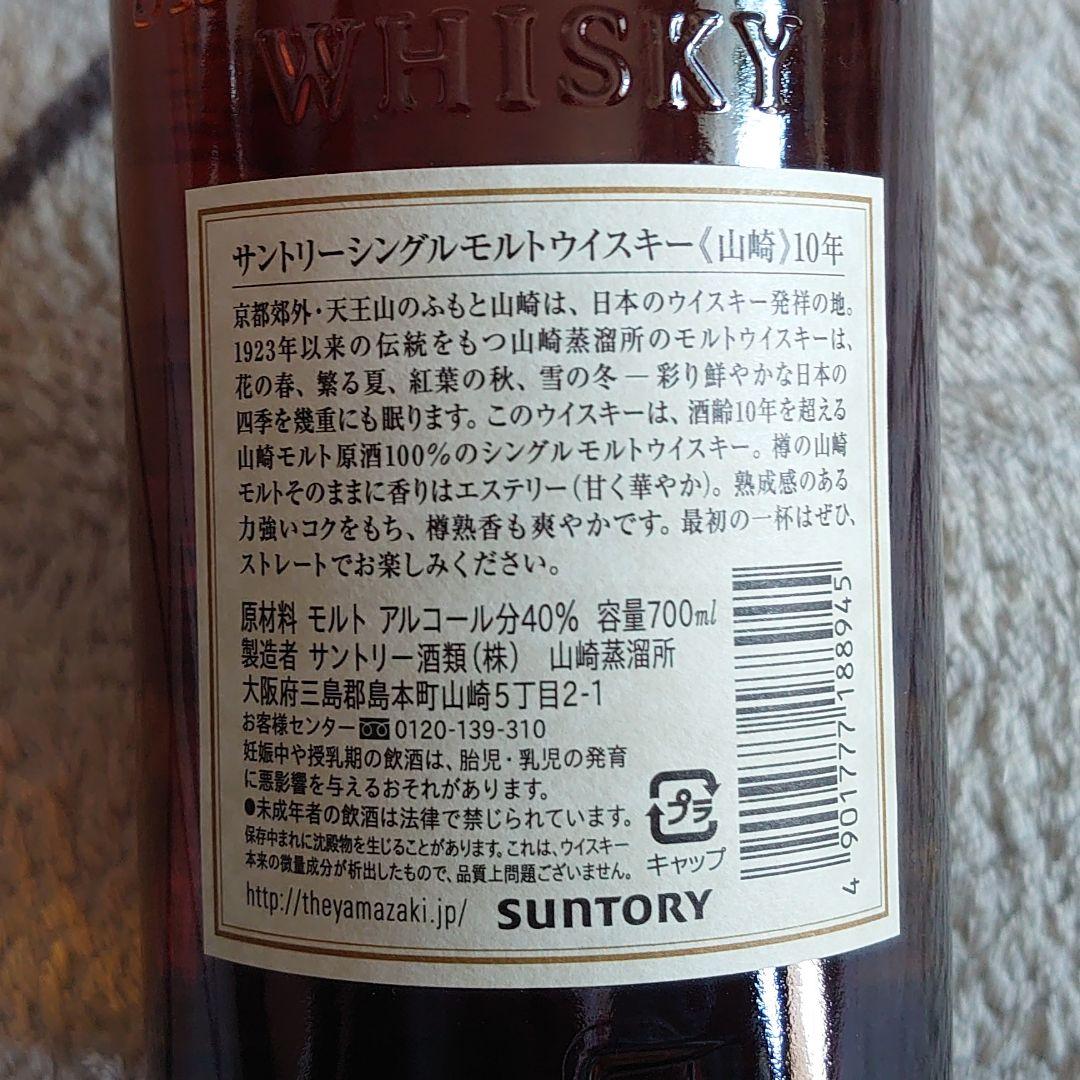 WHISKY
サントリーシングルモルトウイスキー《山崎》10年
京都郊外・天王山のふもと山崎は、日本のウイスキー発祥の地。
1923年以来の伝統をもつ山崎蒸溜所のモルトウイスキーは、
花の春、繁る夏、紅葉の秋、雪の冬―彩り鮮やかな日本の
四季を幾重にも眠ります。このウイスキーは、酒齢10年を超える
山崎モルト原酒100%のシングルモルトウイスキー。樽の山崎
モルトそのままに香りはエステリー(甘く華やか)。熟成感のある
力強いコクをもち、樽熟香も爽やかです。最初の一杯はぜひ、
ストレートでお楽しみください。
原材料 モルト アルコール分40% 容量700ml
製造者 サントリー酒類(株) 山崎蒸溜所
大阪府三島郡島本町山崎5丁目2-1
お客様センター 0120-139-310
妊娠中や授乳期の飲酒は、胎児・乳児の発育
に悪影響を与えるおそれがあります。
●未成年者の飲酒は法律で禁じられています。
保存中まれに沈殿物を生じることがあります。これは、ウイスキー
本来の微量成分が析出したもので、品質上問題ございません。
プラ
キャップ
http://theyamazaki.jp/ SUNTORY
4 901777 188945